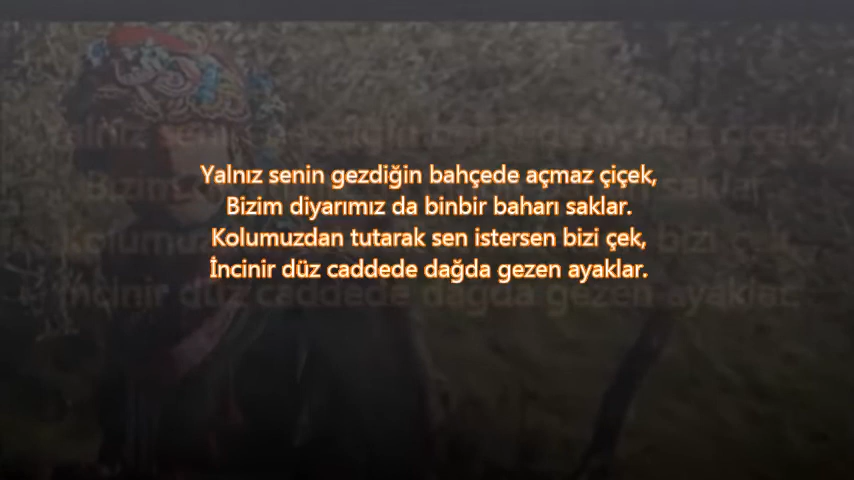 Yalnız senin gezdiğin bahçede açmaz çiçek,
Bizim diyarımız da binbir baharı saklar.
Kolumuzdan tutarak sen istersen bizi çek,
İncinir düz caddede dağda gezen ayaklar.